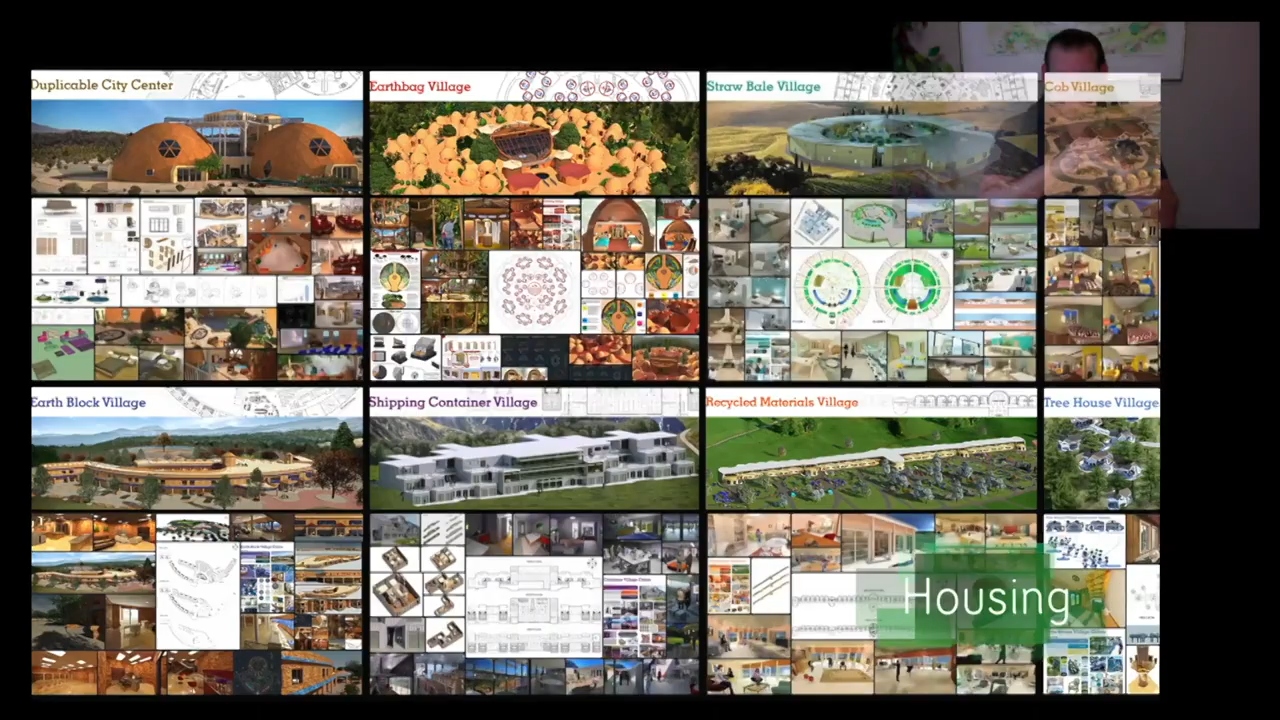 Duplicable City Center
Earthbag Village
Straw Bale Village
Cob Village
Earth Block Village
Shipping Container Village
Recycled Materials Village
Tree House Village
Housing